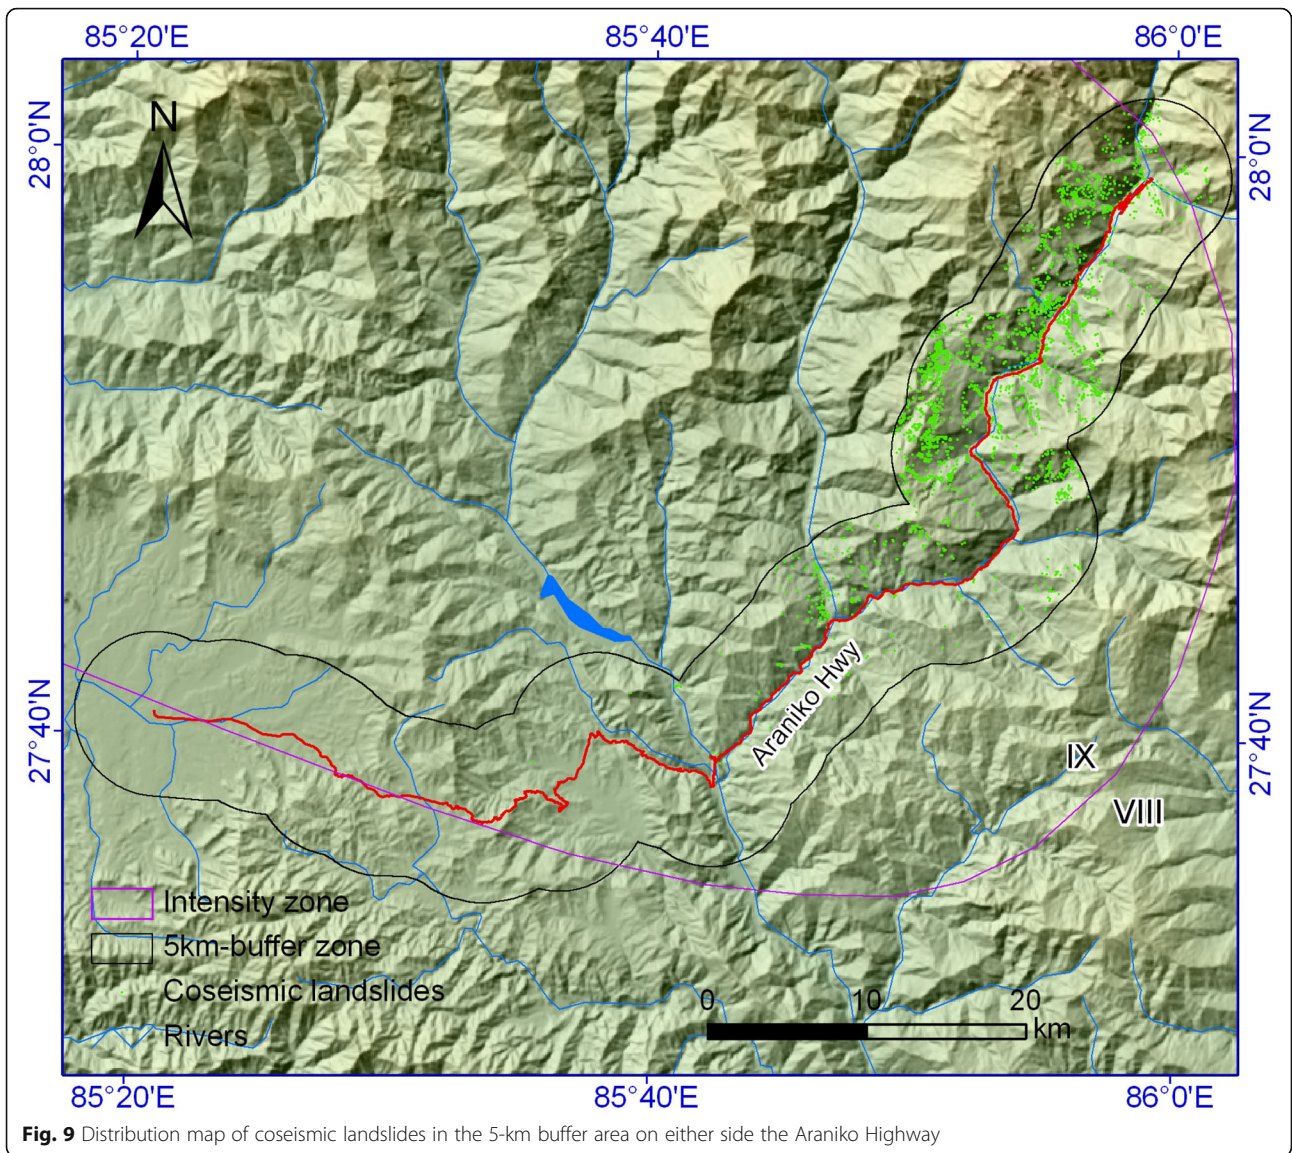 85°20'E 85°40'E 86°0'E
N
28°0'N 28°0'N
Araniko Hwy
27°40'N 27°40'N
IX
VIII
Intensity zone
5km-buffer zone
Coseismic landslides
Rivers
0 10 20
km
85°20'E 85°40'E 86°0'E
Fig. 9 Distribution map of coseismic landslides in the 5-km buffer area on either side the Araniko Highway